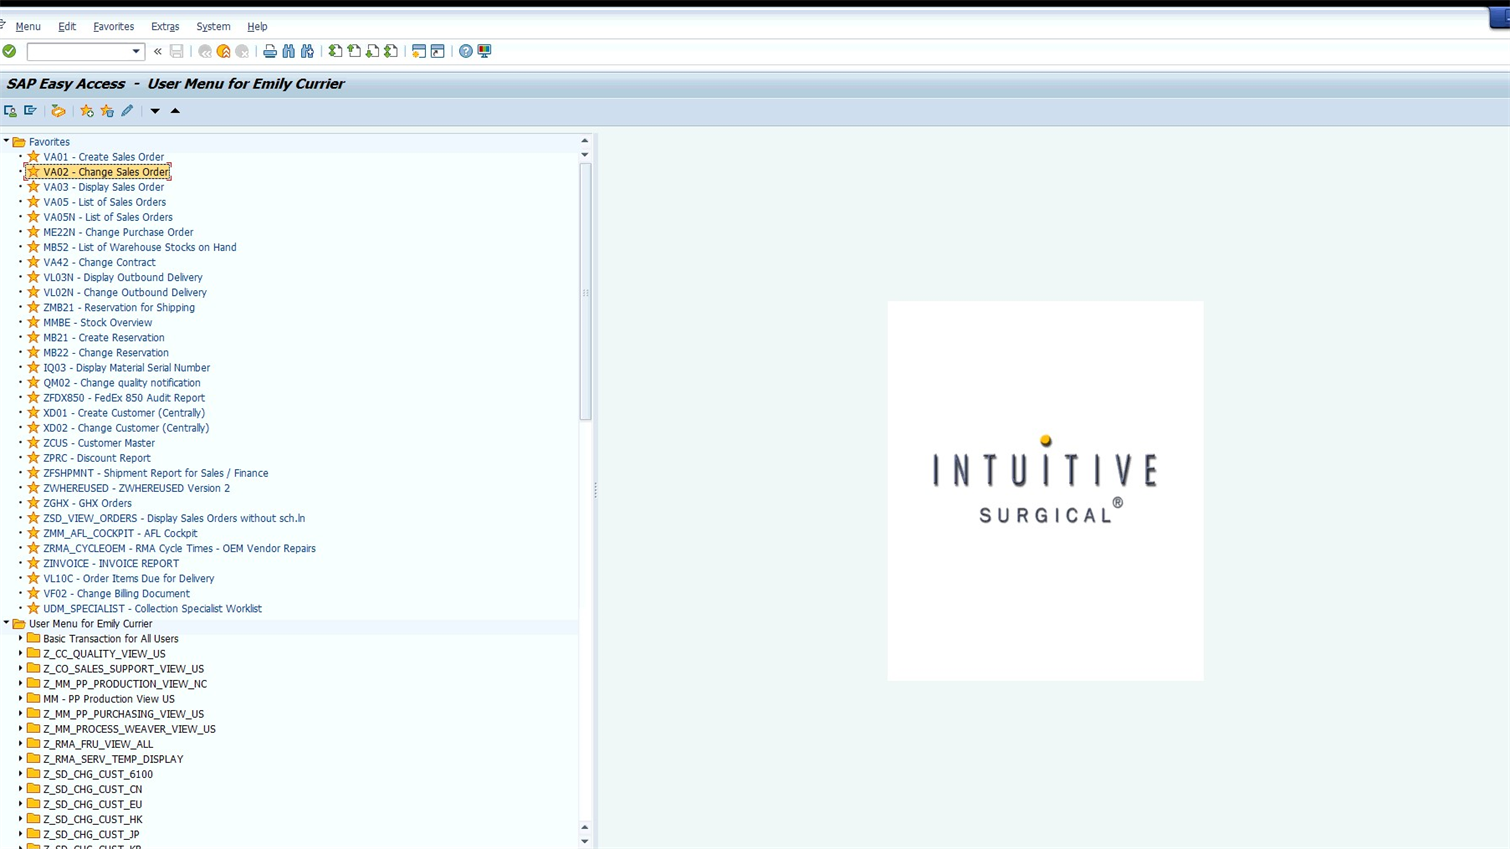 Menu Edit Favorites Extras System Help
SAP Easy Access - User Menu for Emily Currier
Favorites
VA01 - Create Sales Order
VA02 - Change Sales Order
VA03 - Display Sales Order
VA05 - List of Sales Orders
VA05N - List of Sales Orders
ME22N - Change Purchase Order
MB52 - List of Warehouse Stocks on Hand
VA42 - Change Contract
VL03N - Display Outbound Delivery
VL02N - Change Outbound Delivery
ZMB21 - Reservation for Shipping
MMBE - Stock Overview
MB21 - Create Reservation
MB22 - Change Reservation
IQ03 - Display Material Serial Number
QM02 - Change quality notification
ZFDX850 - FedEx 850 Audit Report
XD01 - Create Customer (Centrally)
XD02 - Change Customer (Centrally)
ZCUS - Customer Master
ZPRC - Discount Report
ZFSHPMNT - Shipment Report for Sales / Finance
ZWHEREUSED - ZWHEREUSED Version 2
ZGHX - GHX Orders
ZSD_VIEW_ORDERS - Display Sales Orders without sch.ln
ZMM_AFL_COCKPIT - AFL Cockpit
ZRMA_CYCLEOEM - RMA Cycle Times - OEM Vendor Repairs
ZINVOICE - INVOICE REPORT
VL10C - Order Items Due for Delivery
VF02 - Change Billing Document
UDM_SPECIALIST - Collection Specialist Worklist
User Menu for Emily Currier
Basic Transaction for All Users
Z_CC_QUALITY_VIEW_US
Z_CO_SALES_SUPPORT_VIEW_US
Z_MM_PP_PRODUCTION_VIEW_NC
MM - PP Production View US
Z_MM_PP_PURCHASING_VIEW_US
Z_MM_PROCESS_WEAVER_VIEW_US
Z_RMA_FRU_VIEW_ALL
Z_RMA_SERV_TEMP_DISPLAY
Z_SD_CHG_CUST_6100
Z_SD_CHG_CUST_CN
Z_SD_CHG_CUST_EU
Z_SD_CHG_CUST_HK
Z_SD_CHG_CUST_JP
INTUITIVE
SURGICAL®